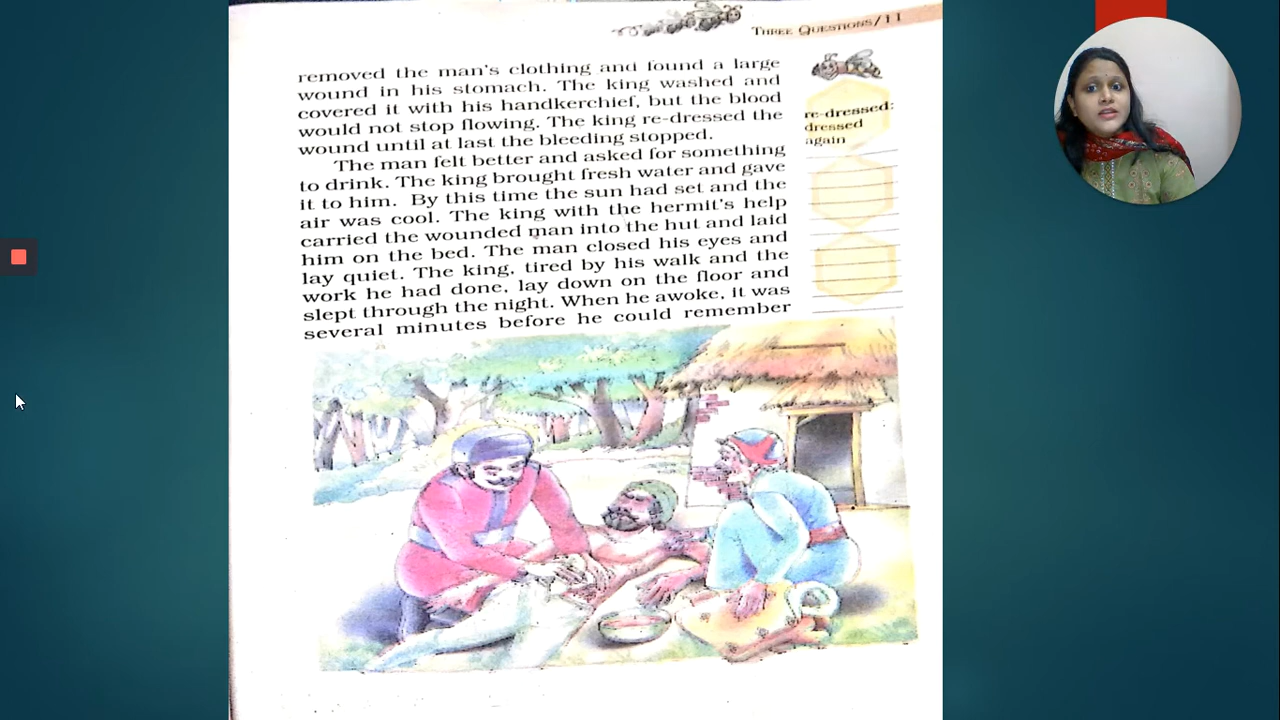 THREE QUESTIONS/11
removed the man's clothing and found a large
wound in his stomach. The king washed and
covered it with his handkerchief, but the blood
would not stop flowing. The king re-dressed the
wound until at last the bleeding stopped.
The man felt better and asked for something
to drink. The king brought fresh water and gave
it to him. By this time the sun had set and the
air was cool. The king with the hermit's help
carried the wounded man into the hut and laid
him on the bed. The man closed his eyes and
lay quiet. The king, tired by his walk and the
work he had done, lay down on the floor and
slept through the night. When he awoke, it was
several minutes before he could remember
re-dressed:
dressed
again